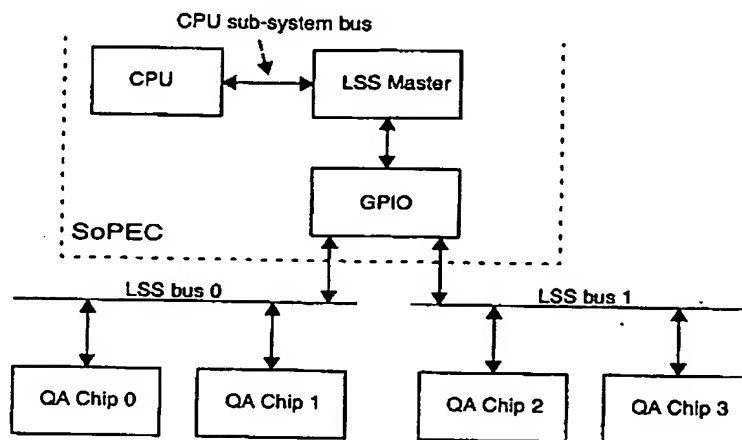 CPU sub-system bus
CPU
LSS Master
GPIO
SoPEC
LSS bus 0
LSS bus 1
QA Chip 0
QA Chip 1
QA Chip 2
QA Chip 3